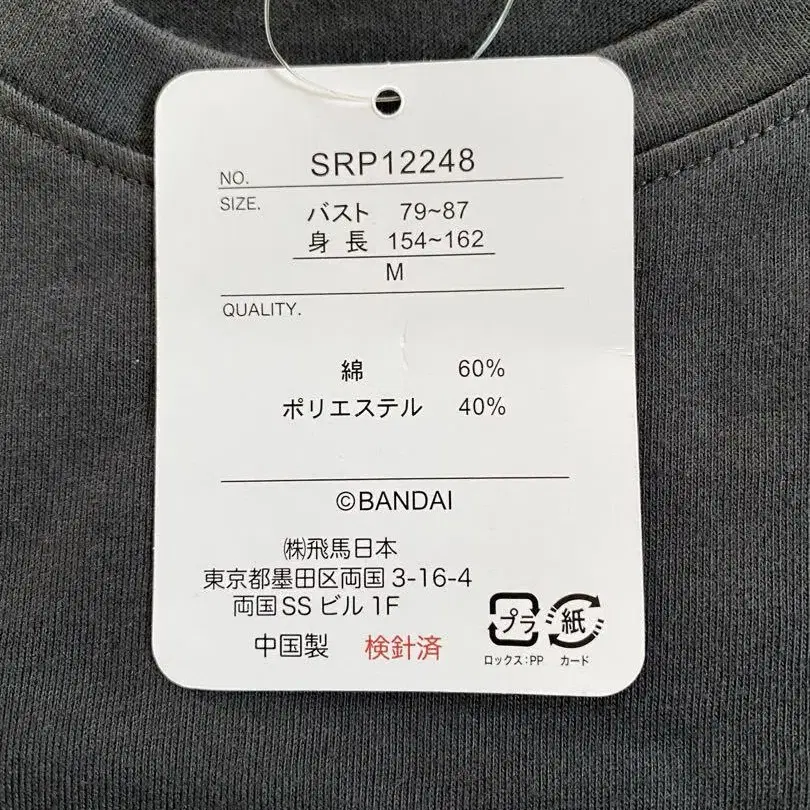 NO. SRP12248
SIZE. バスト 79~87
身長 154~162
M
QUALITY.
綿 60%
ポリエステル 40%
©BANDAI
㈱飛馬日本
東京都墨田区両国 3-16-4
両国 SS ビル 1F
中国製 検針済
プラ 紙
ロックス:PP カード